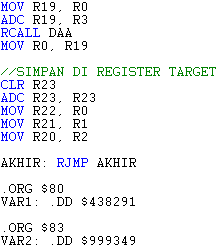 MOV R19, R0
ADC R19, R3
RCALL DAA
MOV R0, R19
//SIMPAN DI REGISTER TARGET
CLR R23
ADC R23, R23
MOV R22, R0
MOV R21, R1
MOV R20, R2
AKHIR: RJMP AKHIR
.ORG $80
VAR1: .DD $438291
.ORG $83
VAR2: .DD $999349